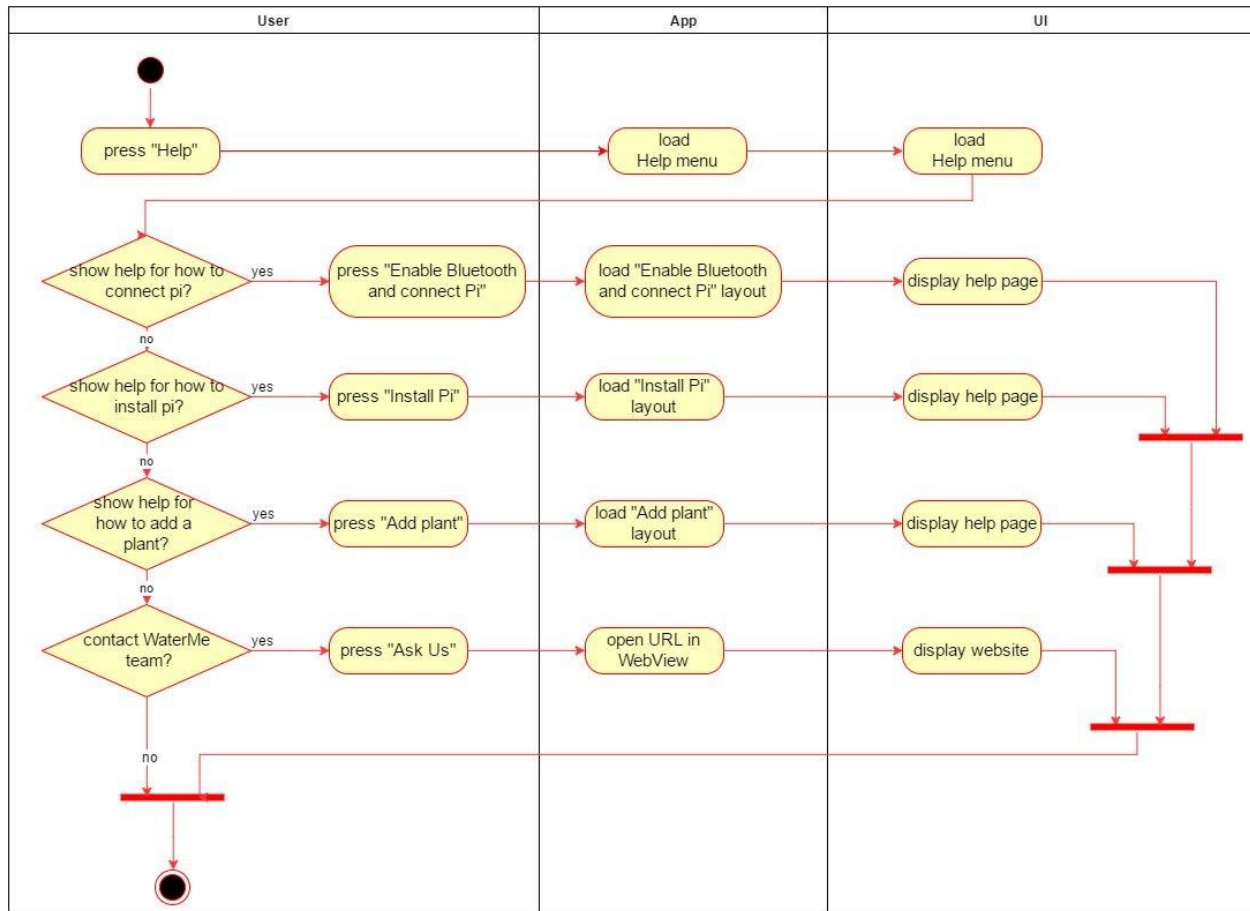 User
App
UI
press "Help"
load
Help menu
load
Help menu
show help for how to
connect pi?
yes
press "Enable Bluetooth
and connect Pi"
load "Enable Bluetooth
and connect Pi" layout
display help page
no
show help for how to
install pi?
yes
press "Install Pi"
load "Install Pi"
layout
display help page
no
show help for
how to add a
plant?
yes
press "Add plant"
load "Add plant"
layout
display help page
no
contact WaterMe
team?
yes
press "Ask Us"
open URL in
WebView
display website
no